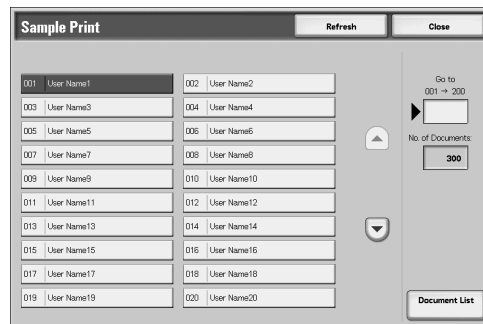 Sample Print Refresh Close
001 User Name1 002 User Name2
003 User Name3 004 User Name4
005 User Name5 006 User Name6
007 User Name7 008 User Name8
009 User Name9 010 User Name10
011 User Name11 012 User Name12
013 User Name13 014 User Name14
015 User Name15 016 User Name16
017 User Name17 018 User Name18
019 User Name19 020 User Name20
Go to
001 → 200
No. of Documents:
300
Document List